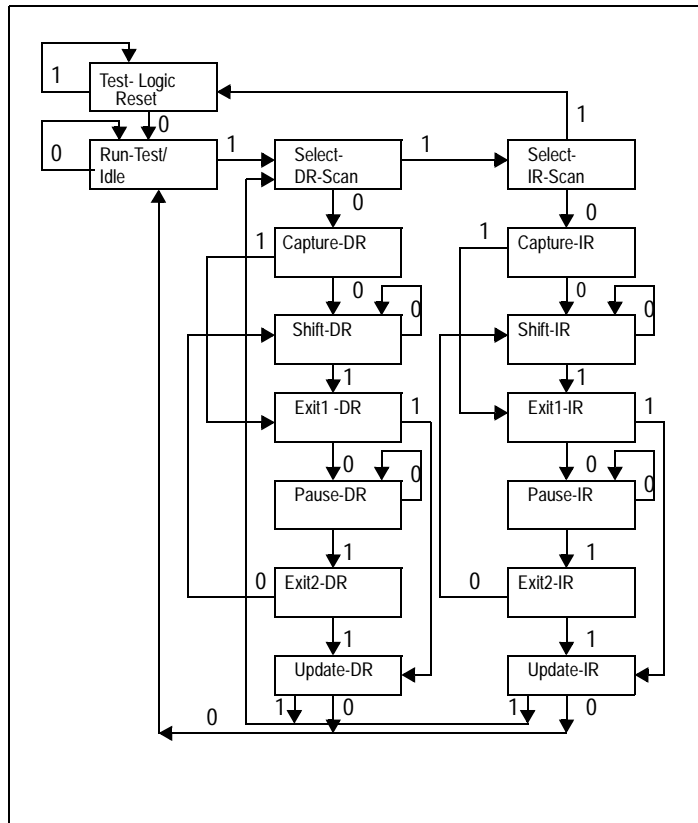 1
Test- Logic
Reset
0
1
0
Run-Test/
Idle
1
Select-
DR-Scan
1
Select-
IR-Scan
0
0
1
Capture-DR
1
Capture-IR
0
0
Shift-DR
0
Shift-IR
0
1
1
Exit1 -DR
1
Exit1-IR
1
0
0
Pause-DR
0
Pause-IR
0
1
1
0
Exit2-DR
0
Exit2-IR
1
1
Update-DR
Update-IR
0
1
0
1
0